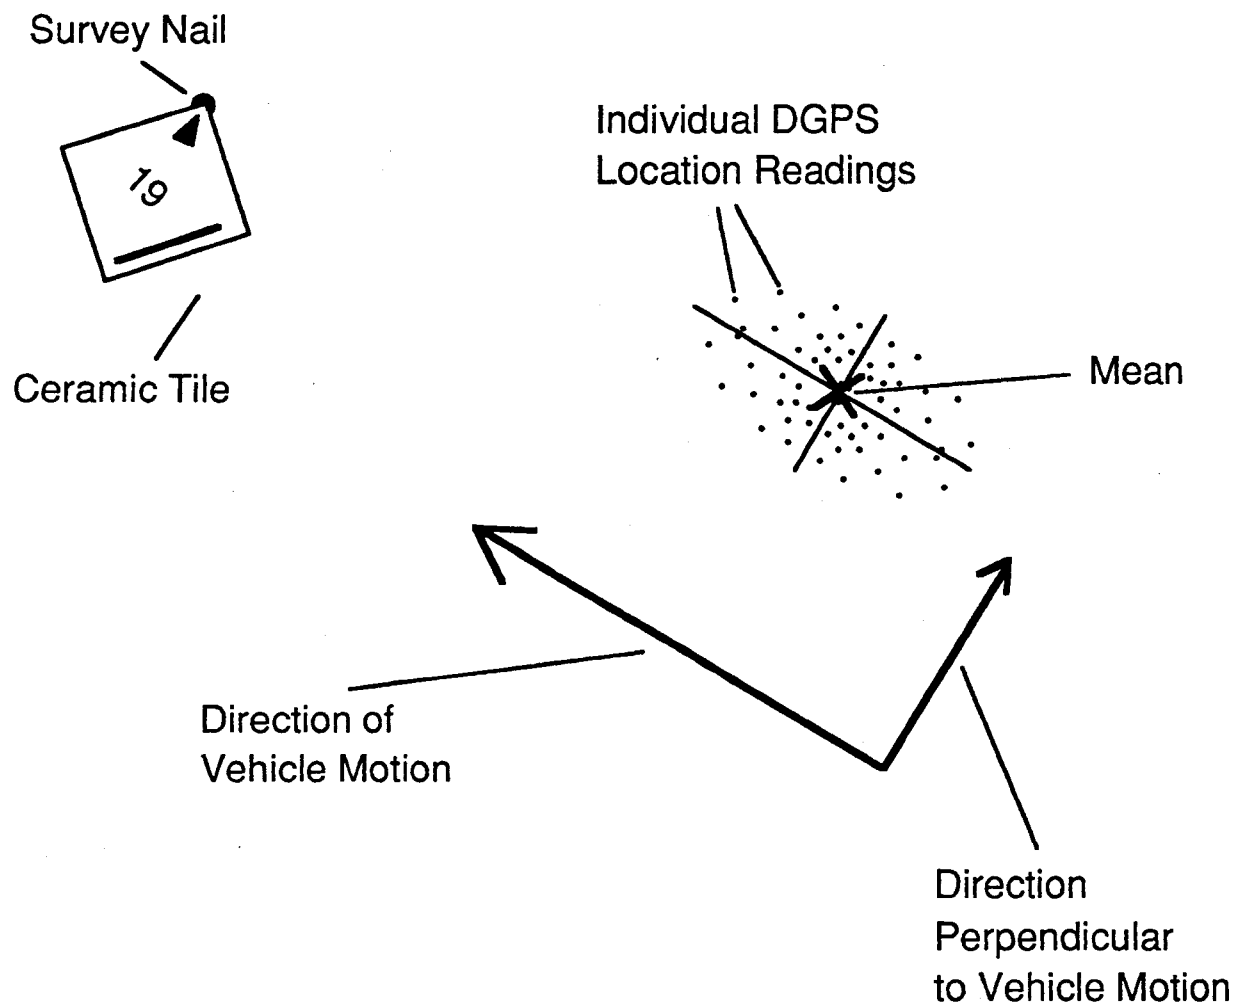 Survey Nail
19
Ceramic Tile
Individual DGPS
Location Readings
Mean
Direction of
Vehicle Motion
Direction
Perpendicular
to Vehicle Motion